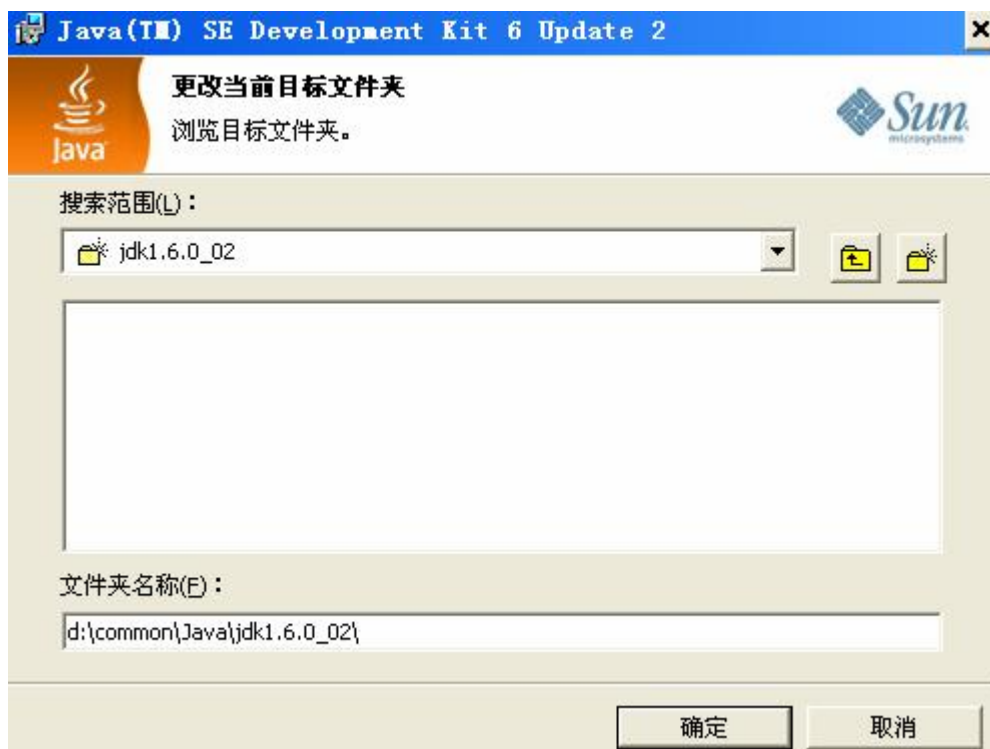 Java(TM) SE Development Kit 6 Update 2
更改当前目标文件夹
浏览目标文件夹。
Java
Sun
microsystems
搜索范围(L)：
jdk1.6.0_02
文件夹名称(F)：
d:\common\Java\jdk1.6.0_02\
确定
取消